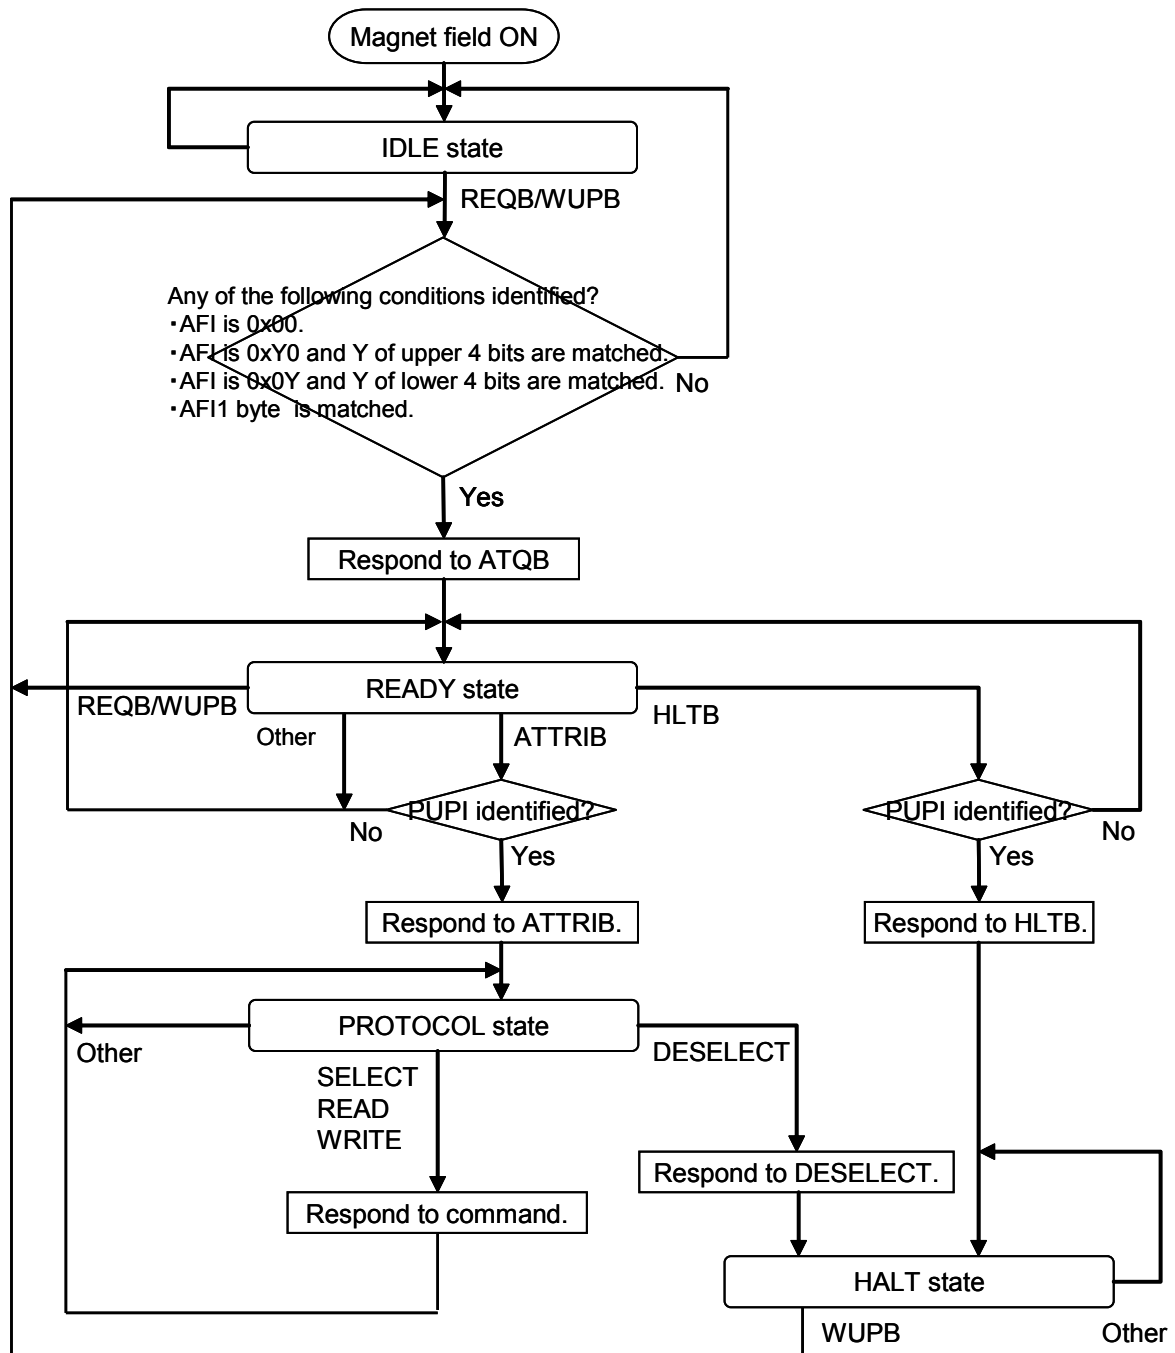 Magnet field ON
IDLE state
REQB/WUPB
Any of the following conditions identified?
・AFI is 0x00.
・AFI is 0xY0 and Y of upper 4 bits are matched.
・AFI is 0x0Y and Y of lower 4 bits are matched.
No
・AFI1 byte  is matched.
Yes
Respond to ATQB
READY state
REQB/WUPB
HLTB
Other
ATTRIB
PUPI identified?
PUPI identified?
No
No
Yes
Yes
Respond to ATTRIB.
Respond to HLTB.
PROTOCOL state
Other
DESELECT
SELECT
READ
WRITE
Respond to DESELECT.
Respond to command.
HALT state
WUPB
Other